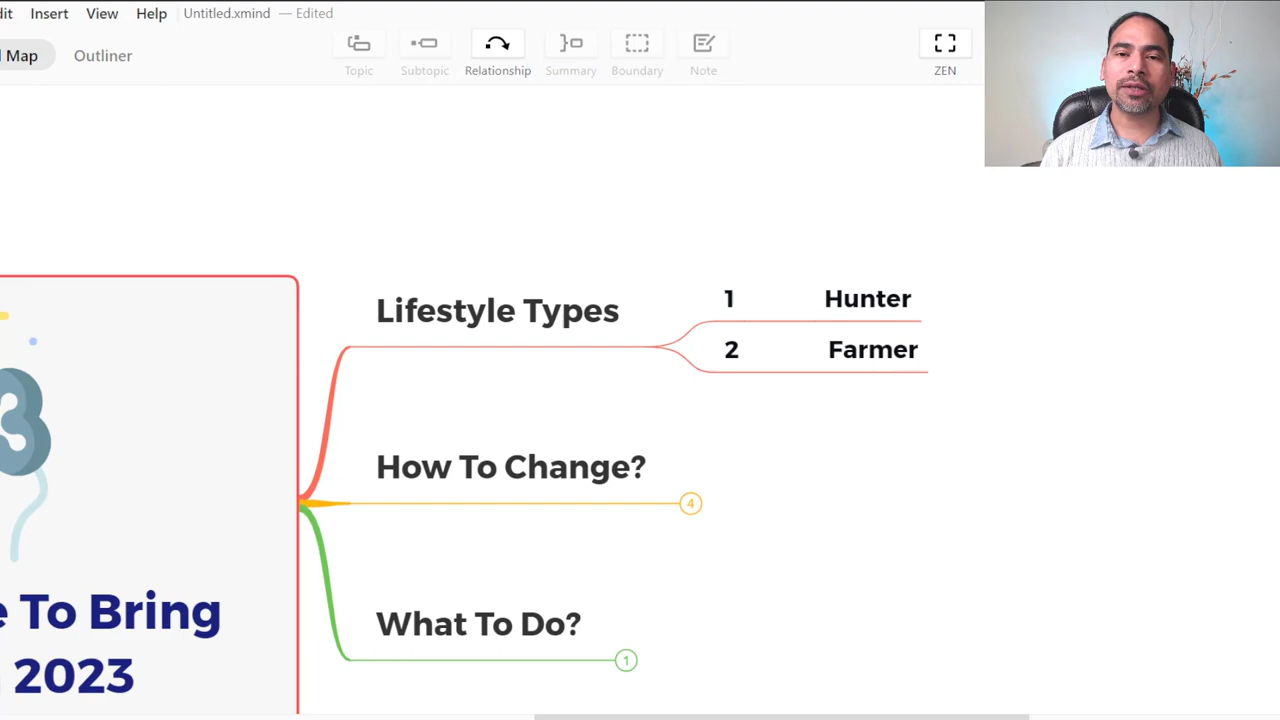 Insert View Help Untitled.xmind — Edited
Map Outliner
Topic Subtopic Relationship Summary Boundary Note ZEN
Lifestyle Types
1 Hunter
2 Farmer
How To Change?
4
What To Do?
1
To Bring
2023